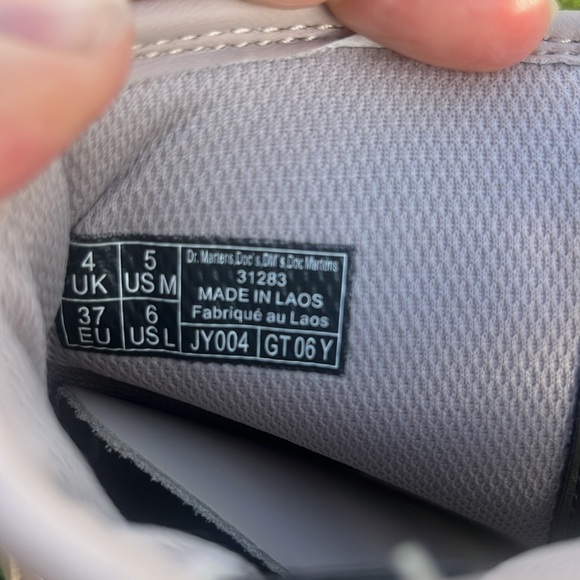 4 UK
5 US M
37 EU
6 US L
Dr. Martens,Doc's,DM's,Doc Martens
31283
MADE IN LAOS
Fabriqué au Laos
JY004
GT 06 Y